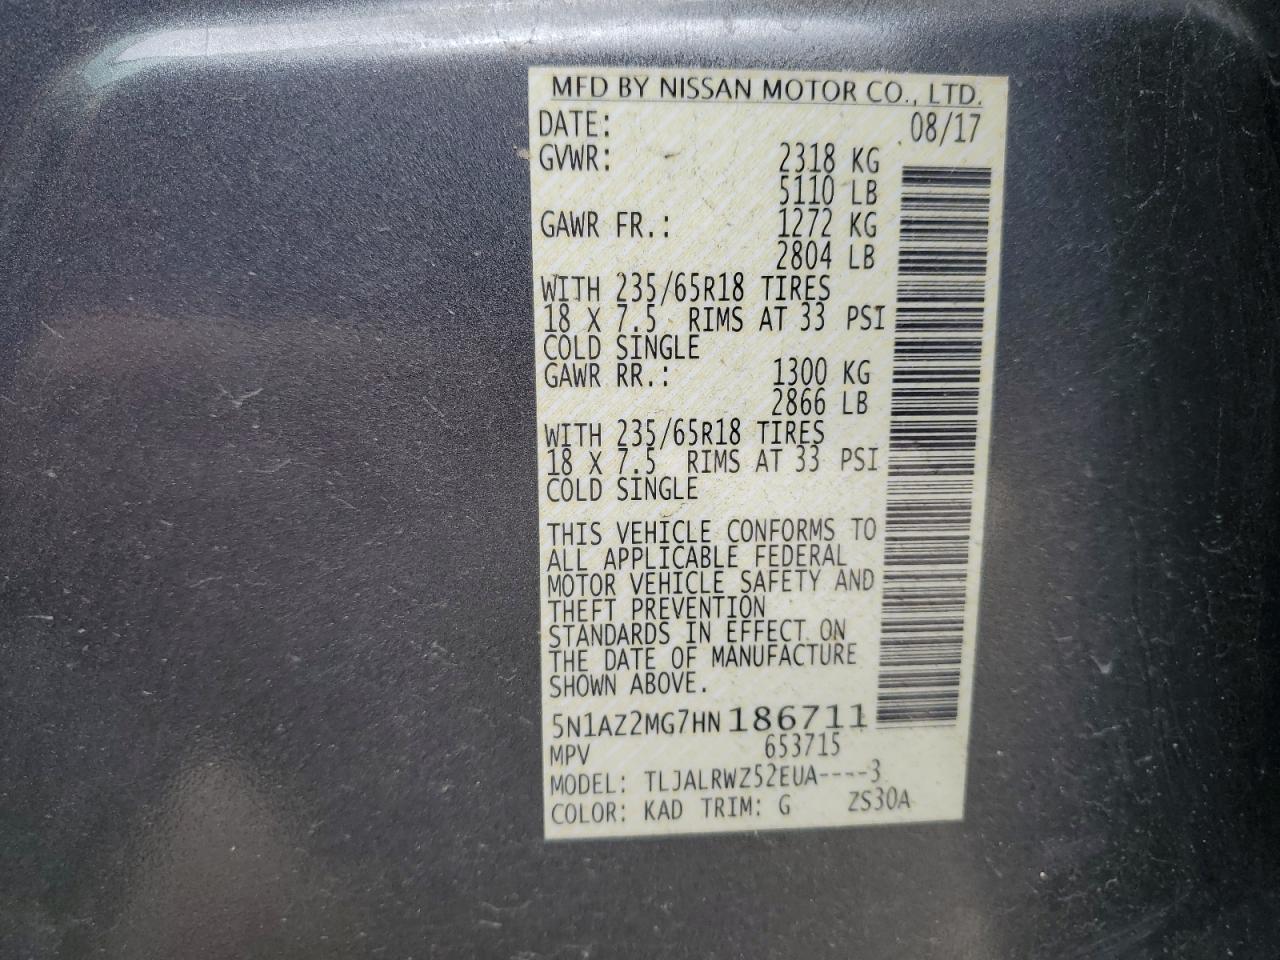 MFD BY NISSAN MOTOR CO., LTD.
DATE: 08/17
GVWR: 2318 KG
5110 LB
GAWR FR.: 1272 KG
2804 LB
WITH 235/65R18 TIRES
18 X 7.5 RIMS AT 33 PSI
COLD SINGLE
GAWR RR.: 1300 KG
2866 LB
WITH 235/65R18 TIRES
18 X 7.5 RIMS AT 33 PSI
COLD SINGLE
THIS VEHICLE CONFORMS TO
ALL APPLICABLE FEDERAL
MOTOR VEHICLE SAFETY AND
THEFT PREVENTION
STANDARDS IN EFFECT ON
THE DATE OF MANUFACTURE
SHOWN ABOVE.
5N1AZ2MG7HN186711
MPV 653715
MODEL: TLJALRWZ52EUA----3
COLOR: KAD TRIM: G ZS30A